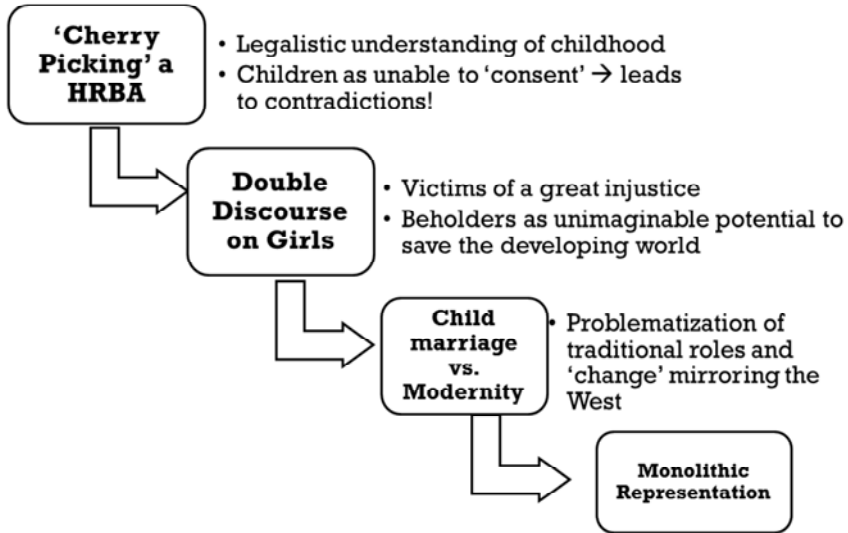 ‘Cherry
Picking’ a
HRBA
• Legalistic understanding of childhood
• Children as unable to ‘consent’ → leads
to contradictions!
Double
Discourse
on Girls
• Victims of a great injustice
• Beholders as unimaginable potential to
save the developing world
Child
marriage
vs.
Modernity
• Problematization of
traditional roles and
‘change’ mirroring the
West
Monolithic
Representation